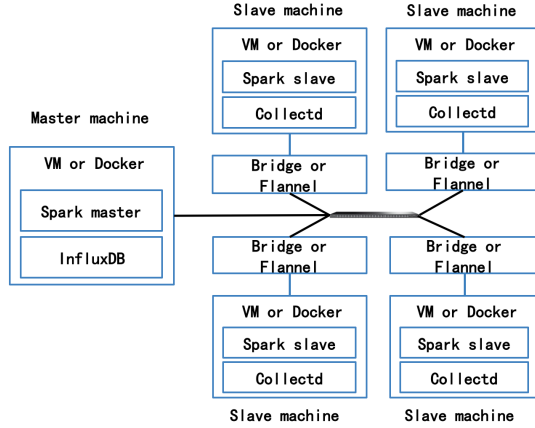 Slave machine
VM or Docker
Spark slave
Collectd
Bridge or
Flannel
Slave machine
VM or Docker
Spark slave
Collectd
Bridge or
Flannel
Master machine
VM or Docker
Spark master
InfluxDB
Bridge or
Flannel
VM or Docker
Spark slave
Collectd
Slave machine
Bridge or
Flannel
VM or Docker
Spark slave
Collectd
Slave machine